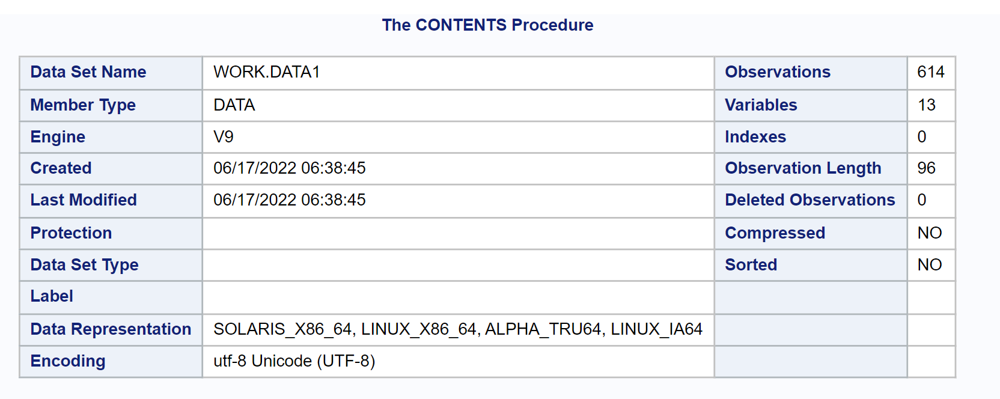 The CONTENTS Procedure
Data Set Name WORK.DATA1 Observations 614
Member Type DATA Variables 13
Engine V9 Indexes 0
Created 06/17/2022 06:38:45 Observation Length 96
Last Modified 06/17/2022 06:38:45 Deleted Observations 0
Protection Compressed NO
Data Set Type Sorted NO
Label
Data Representation SOLARIS_X86_64, LINUX_X86_64, ALPHA_TRU64, LINUX_IA64
Encoding utf-8 Unicode (UTF-8)